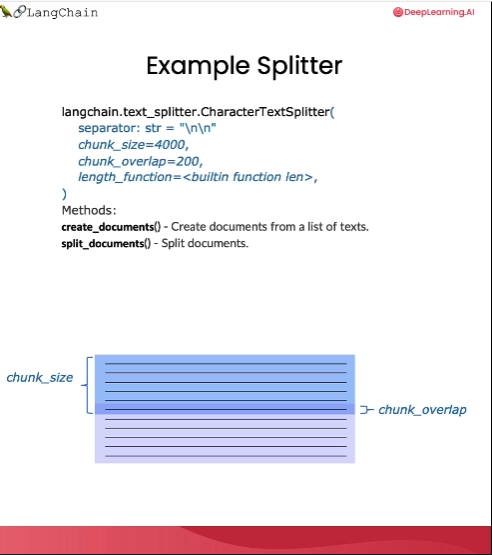 LangChain
DeepLearning.AI
Example Splitter
langchain.text_splitter.CharacterTextSplitter(
separator: str = "\n\n"
chunk_size=4000,
chunk_overlap=200,
length_function=<builtin function len>,
)
Methods:
create_documents() - Create documents from a list of texts.
split_documents() - Split documents.
chunk_size
chunk_overlap